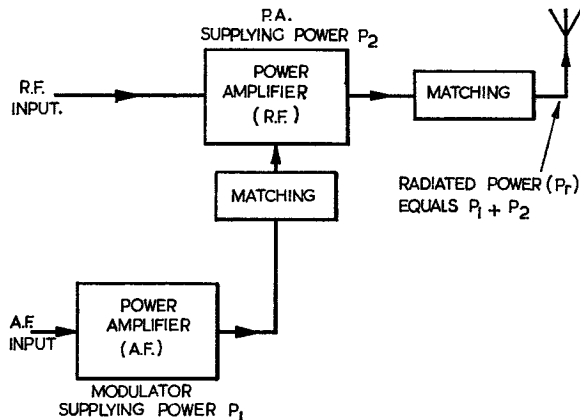 P.A.
SUPPLYING POWER P2
R.F.
INPUT.
POWER
AMPLIFIER
(R.F.)
MATCHING
MATCHING
RADIATED POWER (Pr)
EQUALS P1 + P2
A.F.
INPUT
POWER
AMPLIFIER
(A.F.)
MODULATOR
SUPPLYING POWER P1